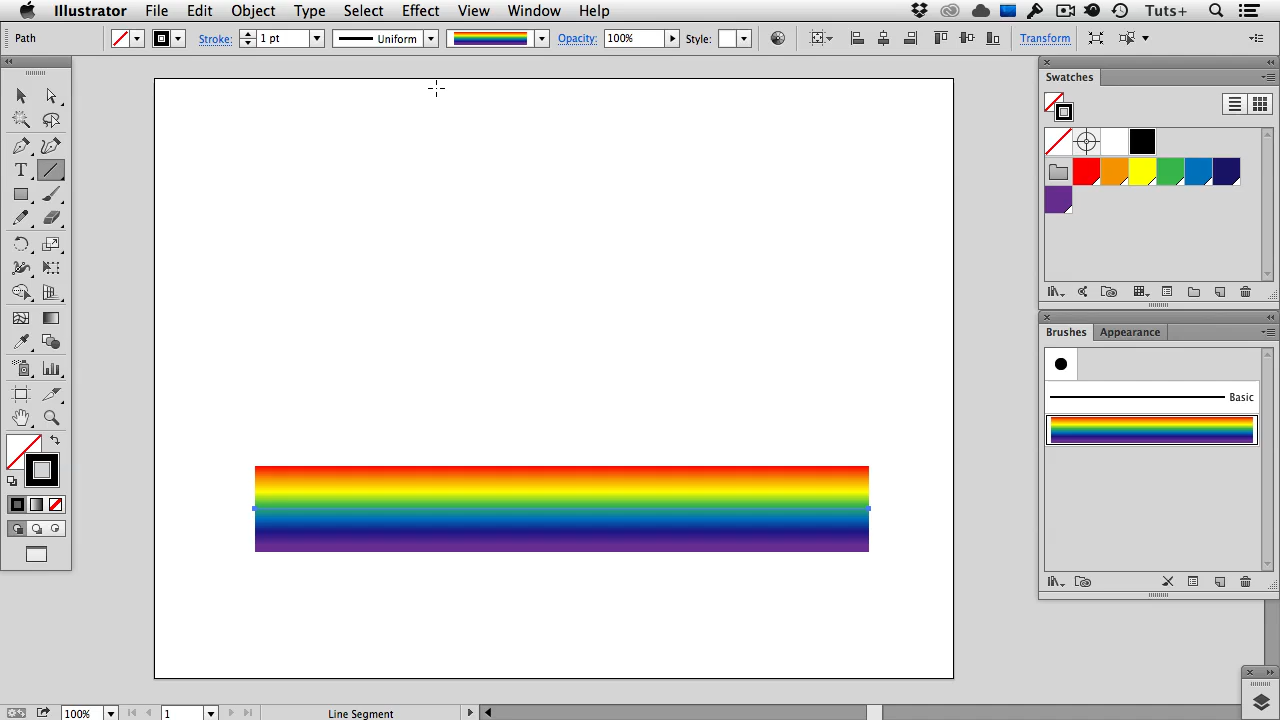 Illustrator File Edit Object Type Select Effect View Window Help Tuts+
Path Stroke: 1 pt Uniform Opacity: 100% Style: Transform
Swatches
T
Brushes Appearance
Basic
100% 1 Line Segment